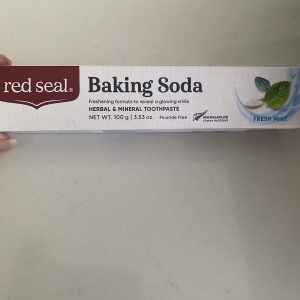 red seal
Baking Soda
Freshening formula to reveal a glowing smile
HERBAL & MINERAL TOOTHPASTE
NET WT. 100 g | 3.53 oz. Fluoride Free
FRESH MINT